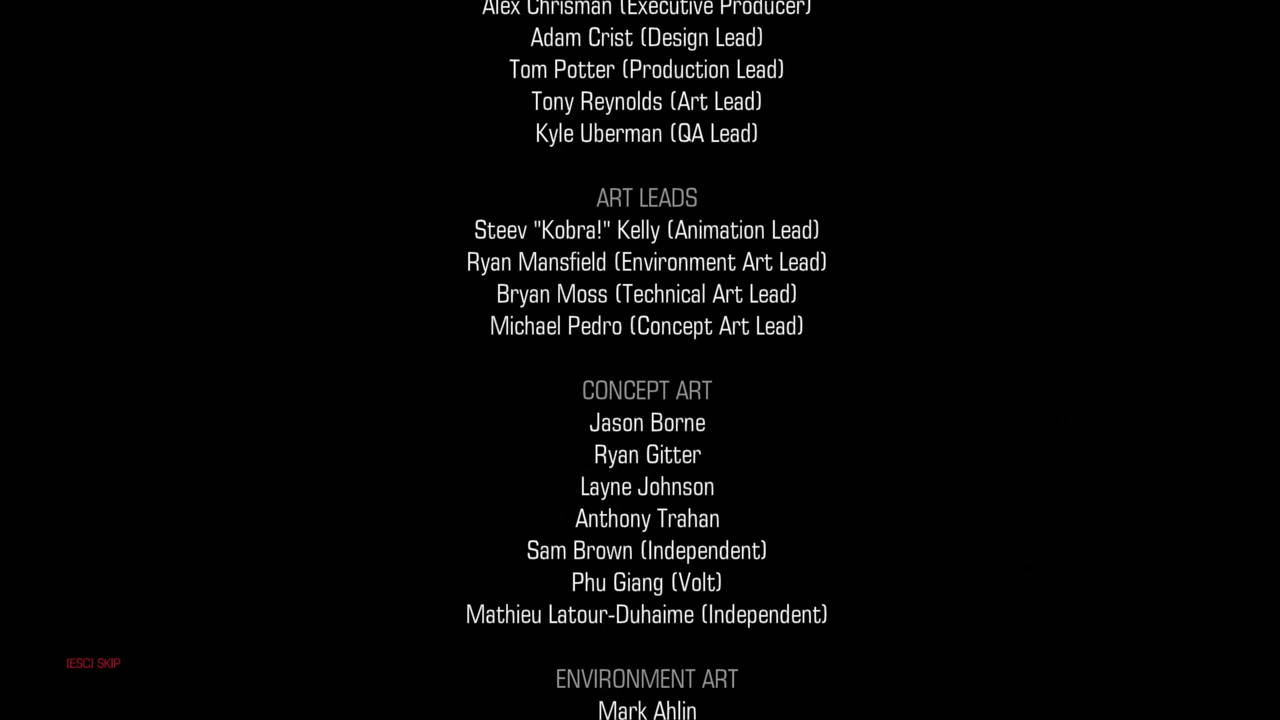 Alex Chrisman (Executive Producer)
Adam Crist (Design Lead)
Tom Potter (Production Lead)
Tony Reynolds (Art Lead)
Kyle Uberman (QA Lead)
ART LEADS
Steev "Kobra!" Kelly (Animation Lead)
Ryan Mansfield (Environment Art Lead)
Bryan Moss (Technical Art Lead)
Michael Pedro (Concept Art Lead)
CONCEPT ART
Jason Borne
Ryan Gitter
Layne Johnson
Anthony Trahan
Sam Brown (Independent)
Phu Giang (Volt)
Mathieu Latour-Duhaime (Independent)
[ESC] SKIP
ENVIRONMENT ART
Mark Ahlin